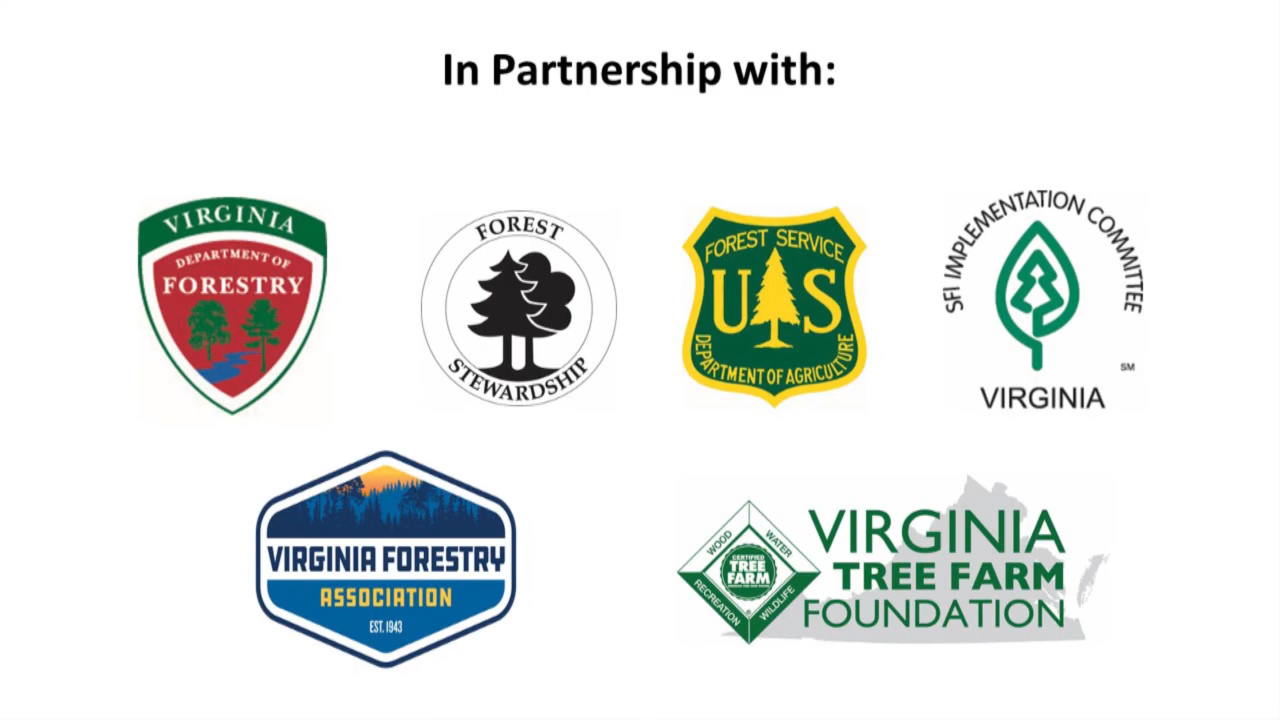 In Partnership with:
VIRGINIA
DEPARTMENT OF
FORESTRY
FOREST
STEWARDSHIP
FOREST SERVICE
U S
DEPARTMENT OF AGRICULTURE
SFI IMPLEMENTATION COMMITTEE
SM
VIRGINIA
VIRGINIA FORESTRY
ASSOCIATION
EST. 1943
WOOD
WATER
CERTIFIED
TREE
FARM
RECREATION
WILDLIFE
VIRGINIA
TREE FARM
FOUNDATION